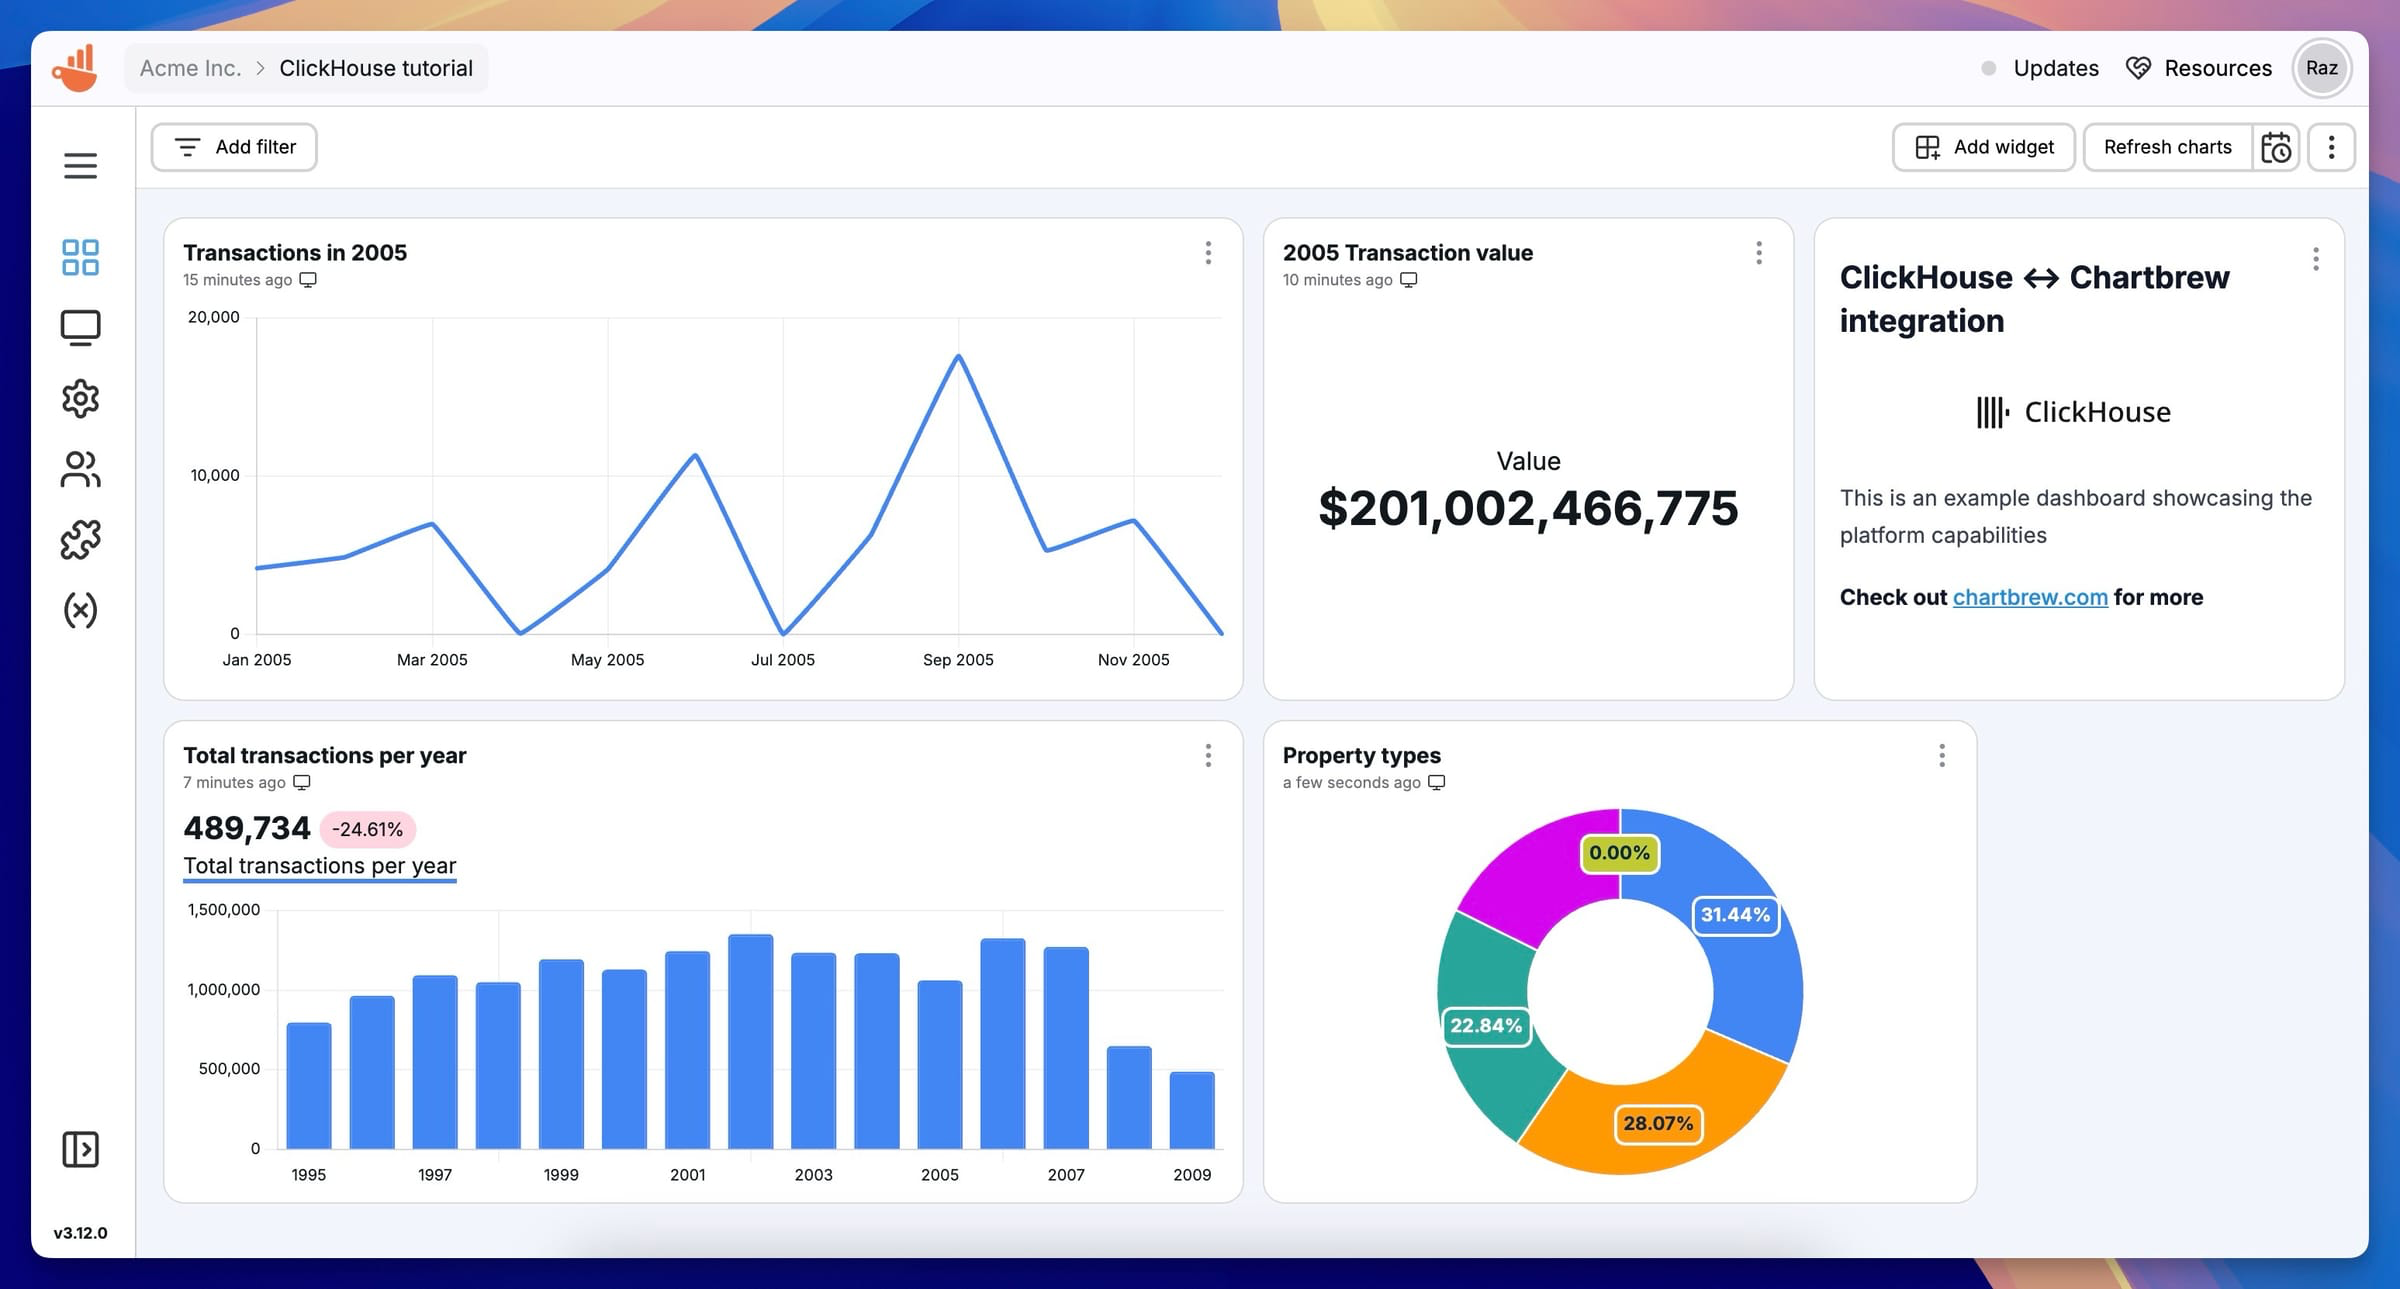 Acme Inc. > ClickHouse tutorial
Updates
Resources
Raz
Add filter
Add widget
Refresh charts
Transactions in 2005
15 minutes ago
20,000
10,000
0
Jan 2005
Mar 2005
May 2005
Jul 2005
Sep 2005
Nov 2005
2005 Transaction value
10 minutes ago
Value
$201,002,466,775
ClickHouse <-> Chartbrew
integration
ClickHouse
This is an example dashboard showcasing the
platform capabilities
Check out chartbrew.com for more
Total transactions per year
7 minutes ago
489,734
-24.61%
Total transactions per year
1,500,000
1,000,000
500,000
0
1995
1997
1999
2001
2003
2005
2007
2009
Property types
a few seconds ago
0.00%
31.44%
22.84%
28.07%
v3.12.0